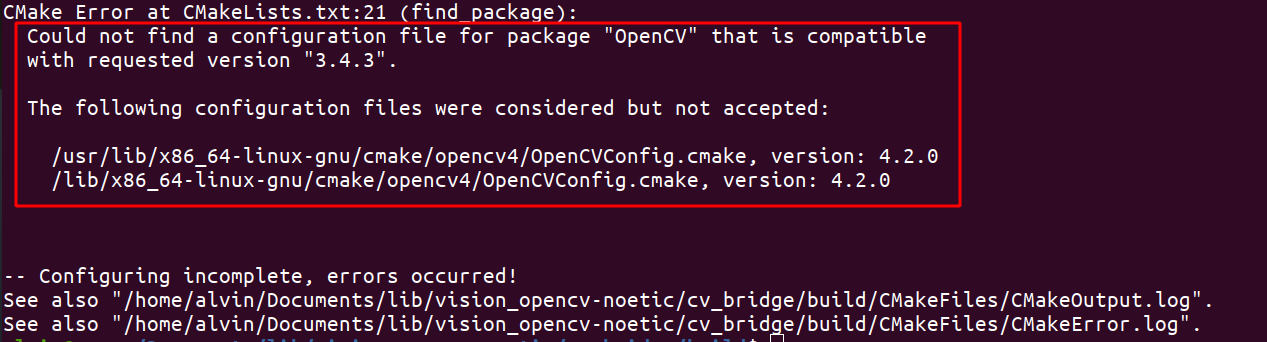 CMake Error at CMakeLists.txt:21 (find_package):
Could not find a configuration file for package "OpenCV" that is compatible
with requested version "3.4.3".
The following configuration files were considered but not accepted:
/usr/lib/x86_64-linux-gnu/cmake/opencv4/OpenCVConfig.cmake, version: 4.2.0
/lib/x86_64-linux-gnu/cmake/opencv4/OpenCVConfig.cmake, version: 4.2.0
-- Configuring incomplete, errors occurred!
See also "/home/alvin/Documents/lib/vision_opencv-noetic/cv_bridge/build/CMakeFiles/CMakeOutput.log".
See also "/home/alvin/Documents/lib/vision_opencv-noetic/cv_bridge/build/CMakeFiles/CMakeError.log".